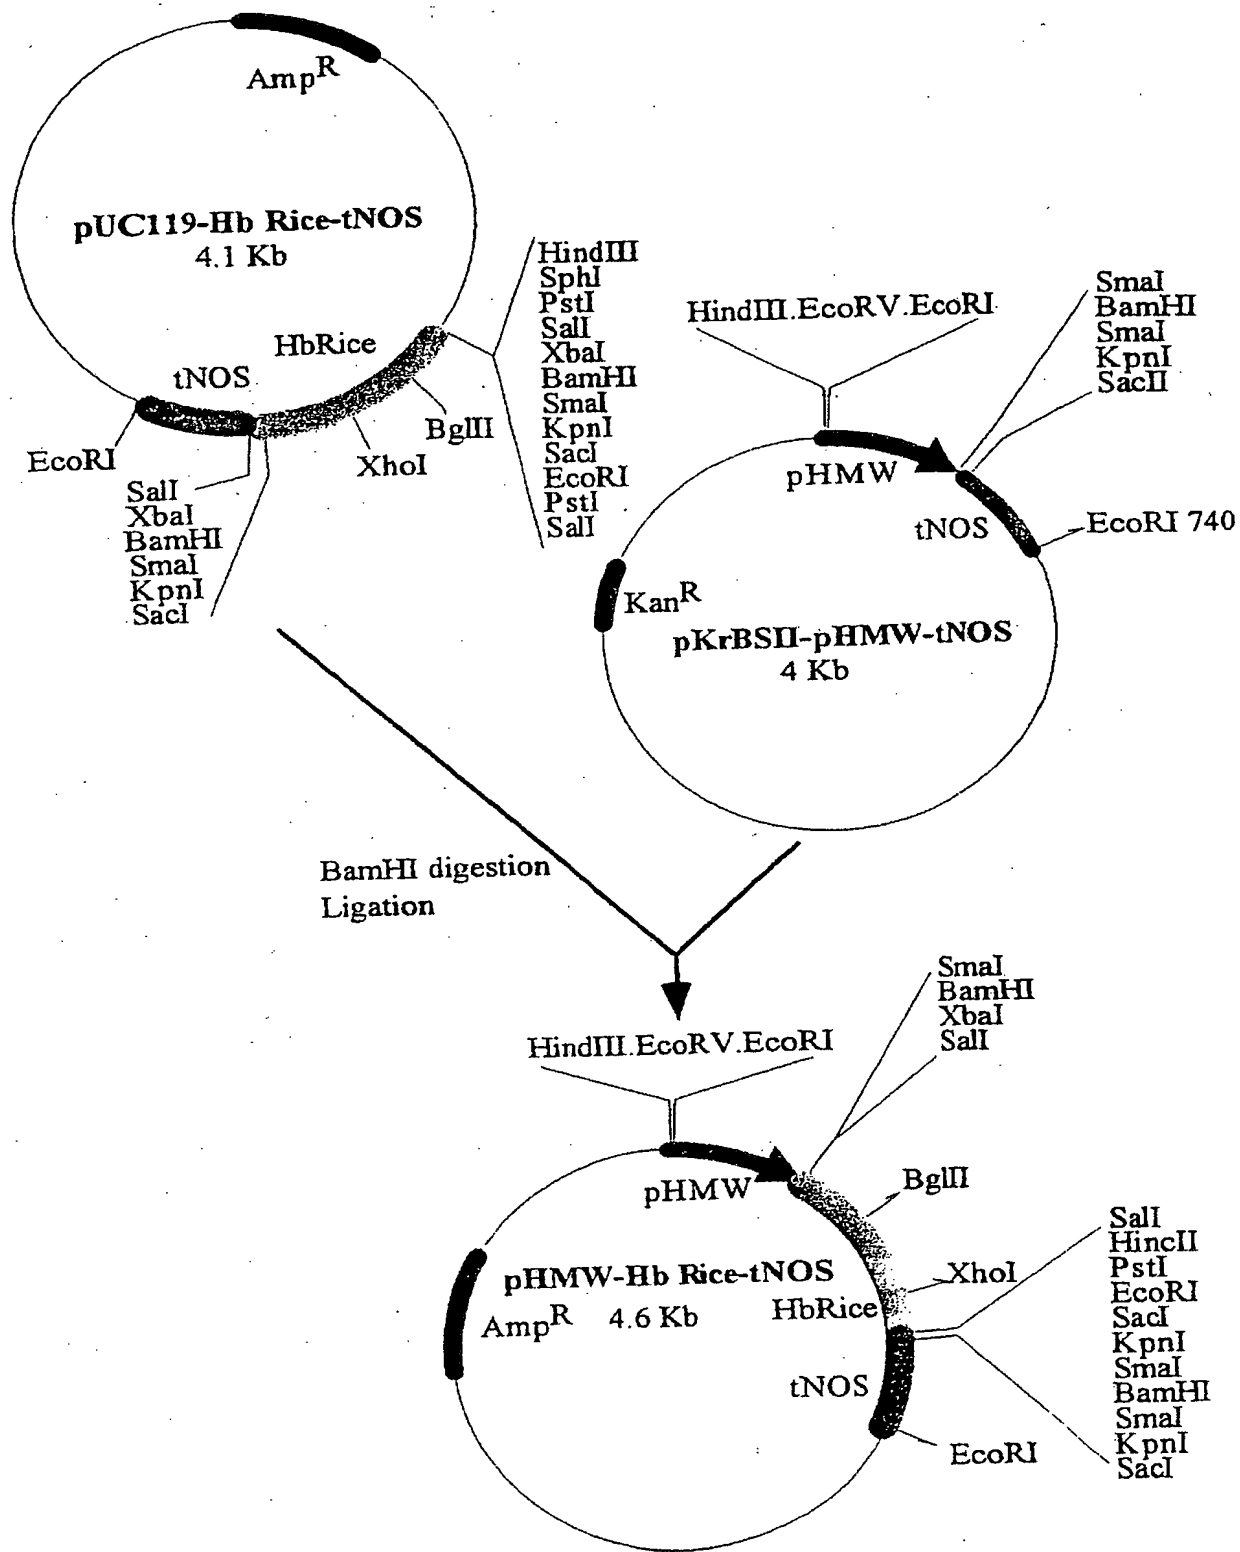 Amp^R
pUC119-Hb Rice-tNOS
4.1 Kb
HbRice
tNOS
EcoRI
SalI
XbaI
BamHI
SmaI
KpnI
SacI
XhoI
BglII
HindIII
SphI
PstI
SalI
XbaI
BamHI
SmaI
KpnI
SacI
EcoRI
PstI
SalI
HindIII.EcoRV.EcoRI
SmaI
BamHI
SmaI
KpnI
SacII
pHMW
tNOS
EcoRI 740
Kan^R
pKrBSII-pHMW-tNOS
4 Kb
BamHI digestion
Ligation
HindIII.EcoRV.EcoRI
SmaI
BamHI
XbaI
SalI
pHMW
BglII
XhoI
pHMW-Hb Rice-tNOS
Amp^R 4.6 Kb
HbRice
tNOS
EcoRI
SalI
HincII
PstI
EcoRI
SacI
KpnI
SmaI
BamHI
SmaI
KpnI
SacI